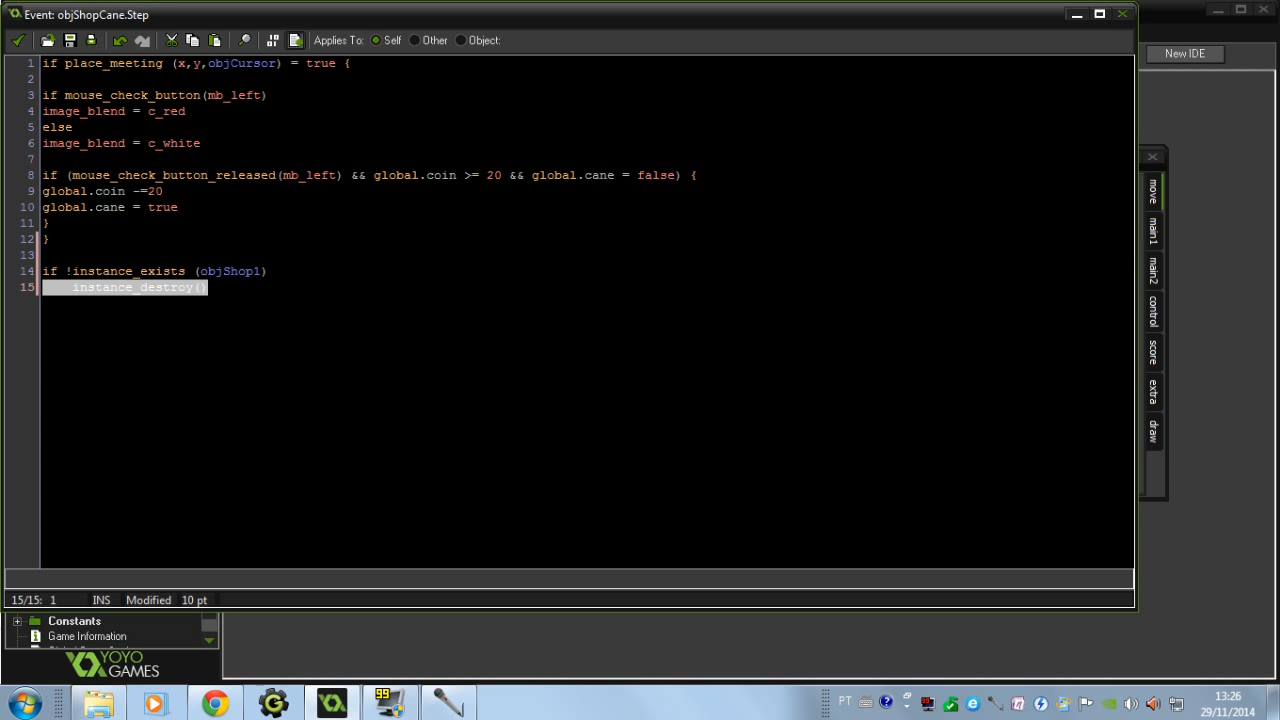 Event: objShopCane.Step
Applies To: Self Other Object:
New IDE
1 if place_meeting (x,y,objCursor) = true {
2
3 if mouse_check_button(mb_left)
4 image_blend = c_red
5 else
6 image_blend = c_white
7
8 if (mouse_check_button_released(mb_left) && global.coin >= 20 && global.cane = false) {
9 global.coin -=20
10 global.cane = true
11 }
12 }
13
14 if !instance_exists (objShop1)
15 instance_destroy()
move
main1
main2
control
score
extra
draw
15/15: 1 INS Modified 10 pt
Constants
Game Information
YOYO
GAMES
99
PT
13:26
29/11/2014